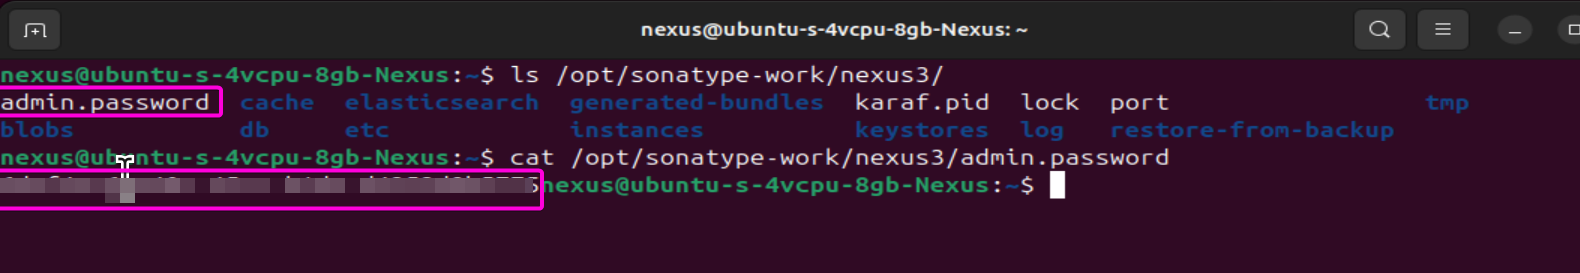 nexus@ubuntu-s-4vcpu-8gb-Nexus: ~
nexus@ubuntu-s-4vcpu-8gb-Nexus:~$ ls /opt/sonatype-work/nexus3/
admin.password cache elasticsearch generated-bundles karaf.pid lock port tmp
blobs db etc instances keystores log restore-from-backup
nexus@ubuntu-s-4vcpu-8gb-Nexus:~$ cat /opt/sonatype-work/nexus3/admin.password
nexus@ubuntu-s-4vcpu-8gb-Nexus:~$